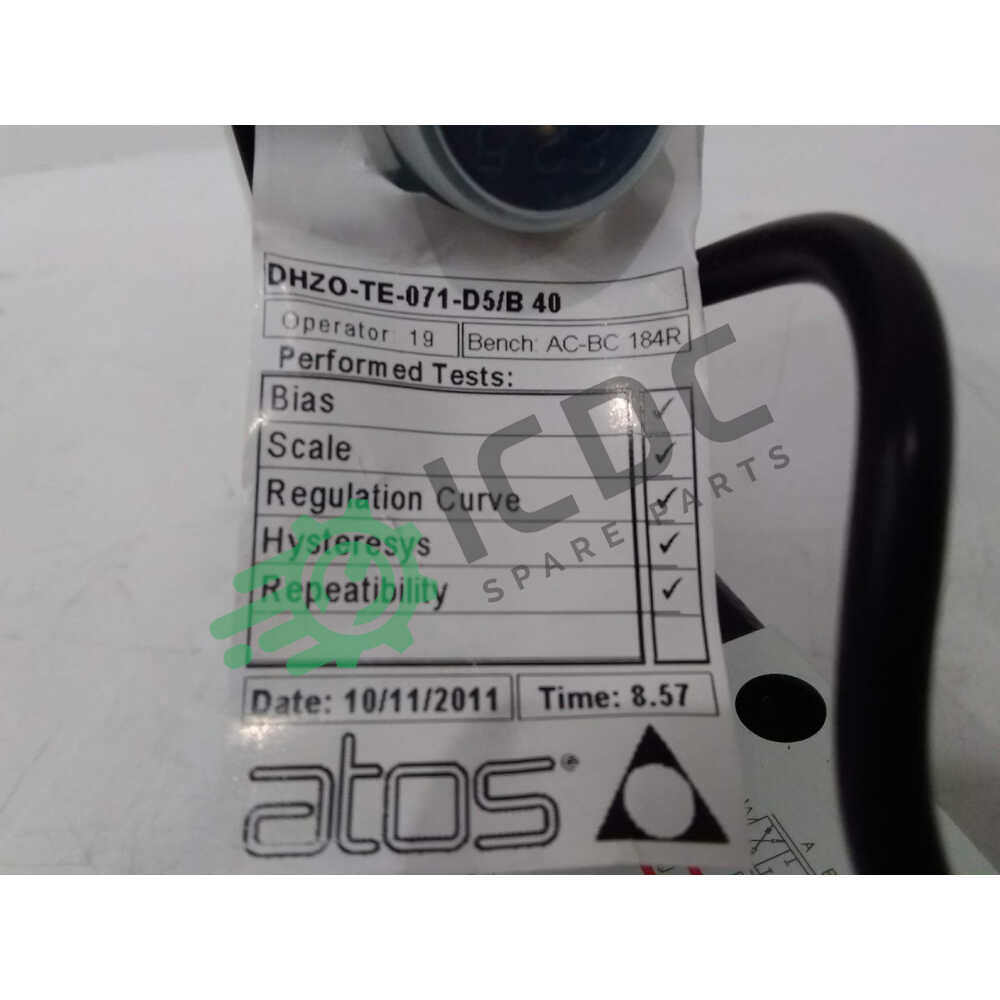 DHZO-TE-071-D5/B 40
Operator: 19 Bench: AC-BC 184R
Performed Tests:
Bias ✓
Scale ✓
Regulation Curve ✓
Hysteresys ✓
Repeatibility ✓
Date: 10/11/2011 Time: 8.57
atos®
ICDC
SPARE PARTS
A